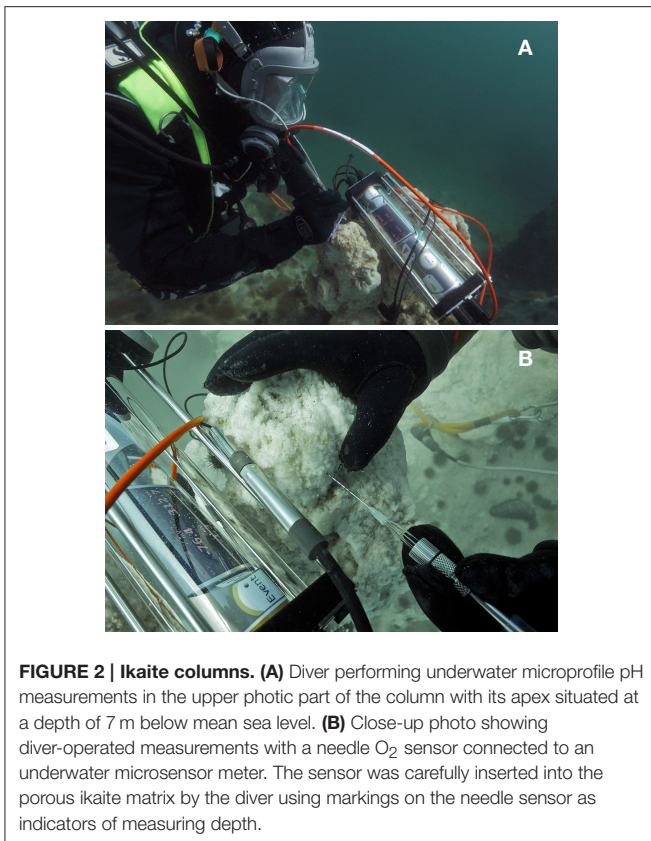 A
B
Event
FIGURE 2 | Ikaite columns. (A) Diver performing underwater microprofile pH
measurements in the upper photic part of the column with its apex situated at
a depth of 7 m below mean sea level. (B) Close-up photo showing
diver-operated measurements with a needle O₂ sensor connected to an
underwater microsensor meter. The sensor was carefully inserted into the
porous ikaite matrix by the diver using markings on the needle sensor as
indicators of measuring depth.